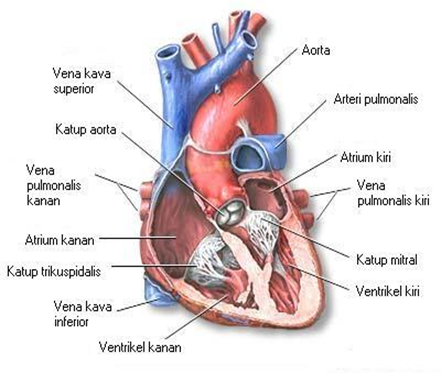 Aorta
Vena kava
superior
Arteri pulmonalis
Katup aorta
Atrium kiri
Vena
pulmonalis
kanan
Vena
pulmonalis kiri
Atrium kanan
Katup mitral
Katup trikuspidalis
Ventrikel kiri
Vena kava
inferior
Ventrikel kanan